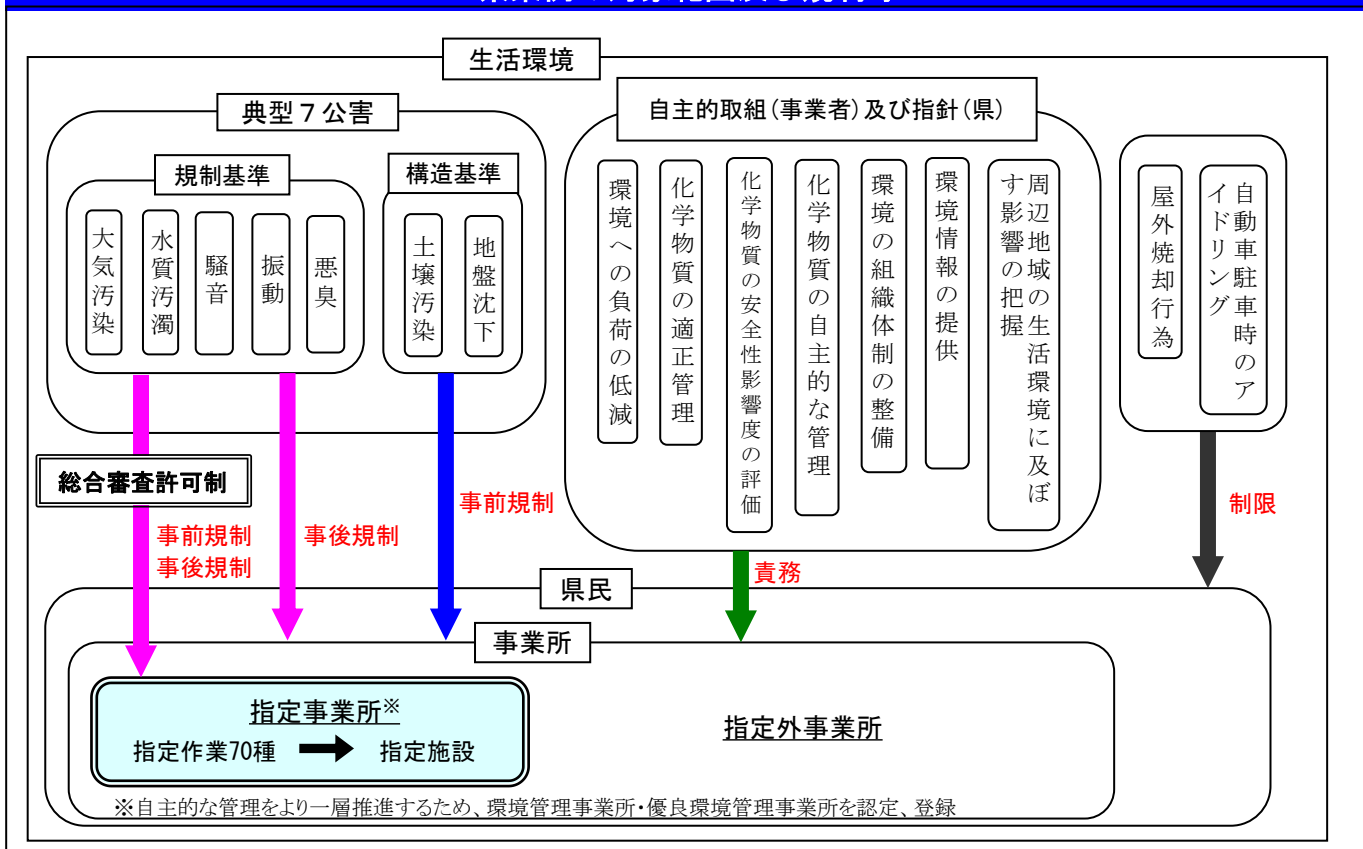 生活環境
典型７公害
自主的取組(事業者)及び指針(県)
規制基準
構造基準
大気汚染
水質汚濁
騒音
振動
悪臭
土壌汚染
地盤沈下
環境への負荷の低減
化学物質の適正管理
化学物質の安全性影響度の評価
化学物質の自主的な管理
環境の組織体制の整備
環境情報の提供
周辺地域の生活環境に及ぼ
す影響の把握
屋外焼却行為
自動車駐車時のア
イドリング
総合審査許可制
事前規制
事後規制
事後規制
事前規制
責務
制限
県民
事業所
指定事業所※
指定作業70種
指定施設
指定外事業所
※自主的な管理をより一層推進するため、環境管理事業所・優良環境管理事業所を認定、登録